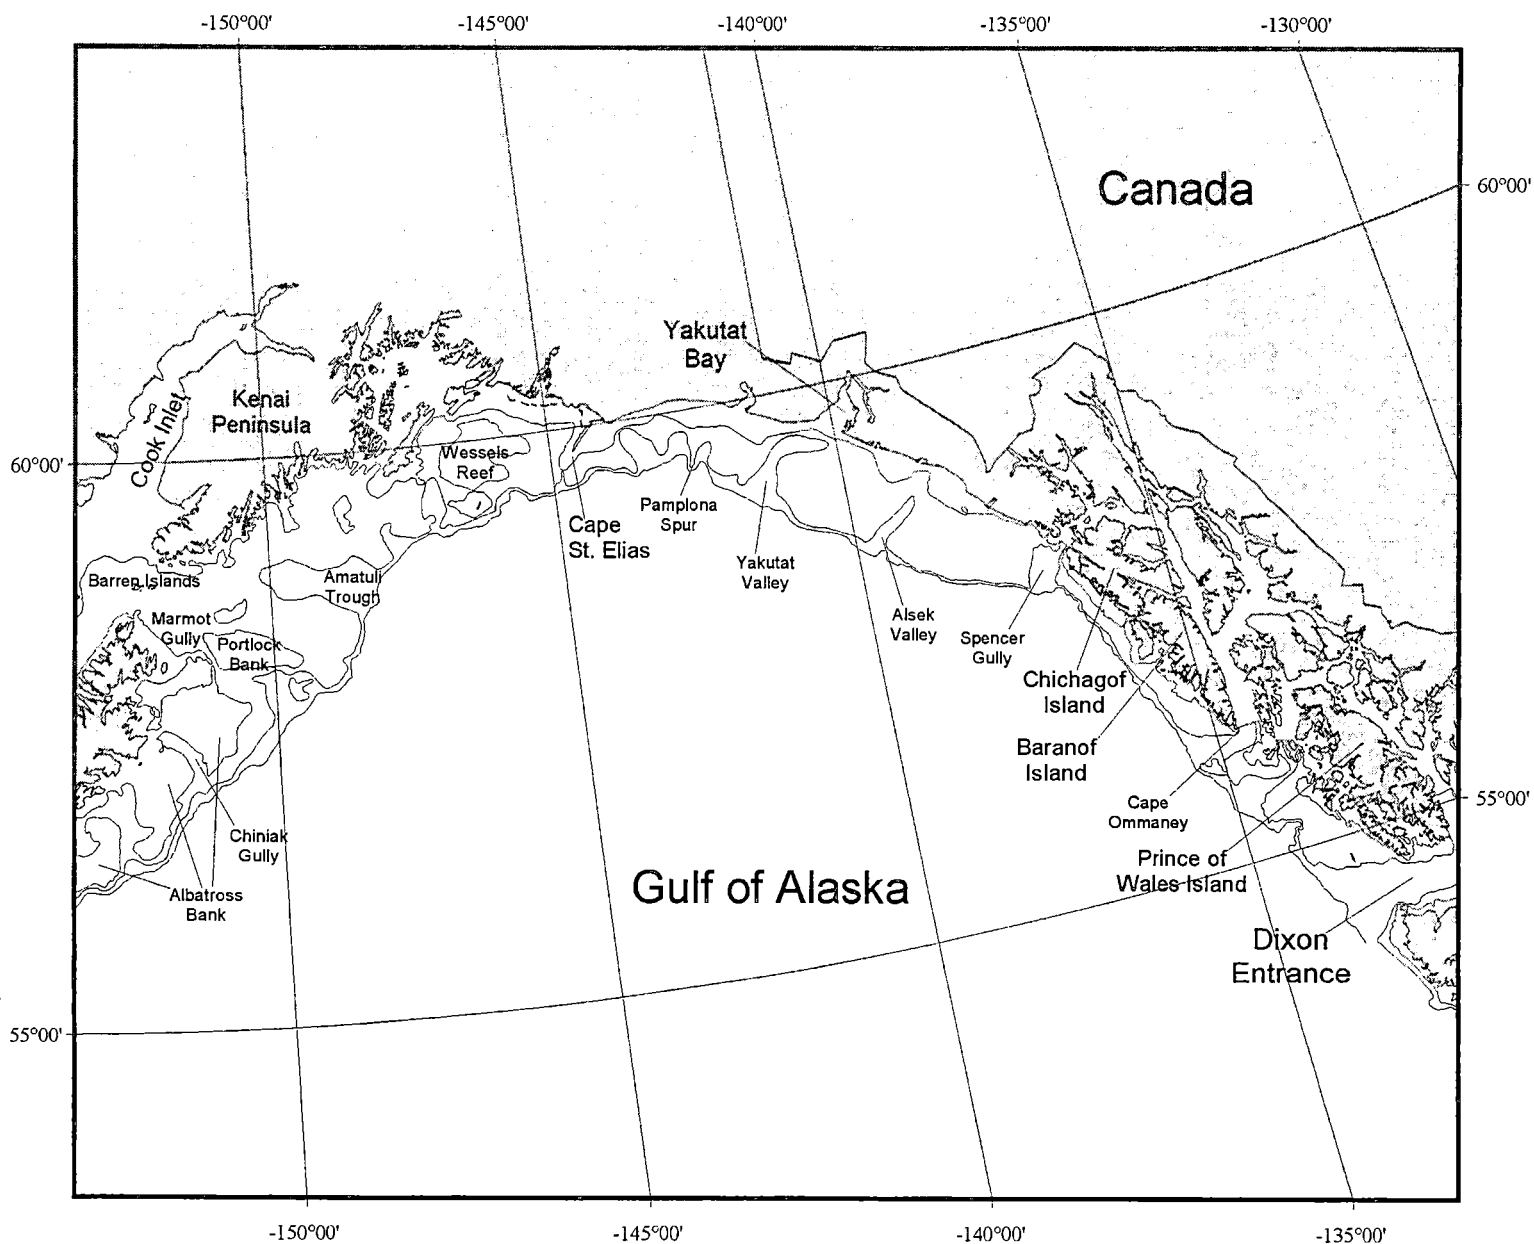 -150°00'
-145°00'
-140°00'
-135°00'
-130°00'
Canada
60°00'
Yakutat
Bay
Kenai
Peninsula
Cook Inlet
60°00'
Wessels
Reef
Pamplona
Spur
Cape
St. Elias
Yakutat
Valley
Barren Islands
Amatuli
Trough
Marmot
Gully
Portlock
Bank
Alsek
Valley
Spencer
Gully
Chichagof
Island
Baranof
Island
Cape
Ommaney
55°00'
Chiniak
Gully
Prince of
Wales Island
Albatross
Bank
Gulf of Alaska
Dixon
Entrance
55°00'
-150°00'
-145°00'
-140°00'
-135°00'